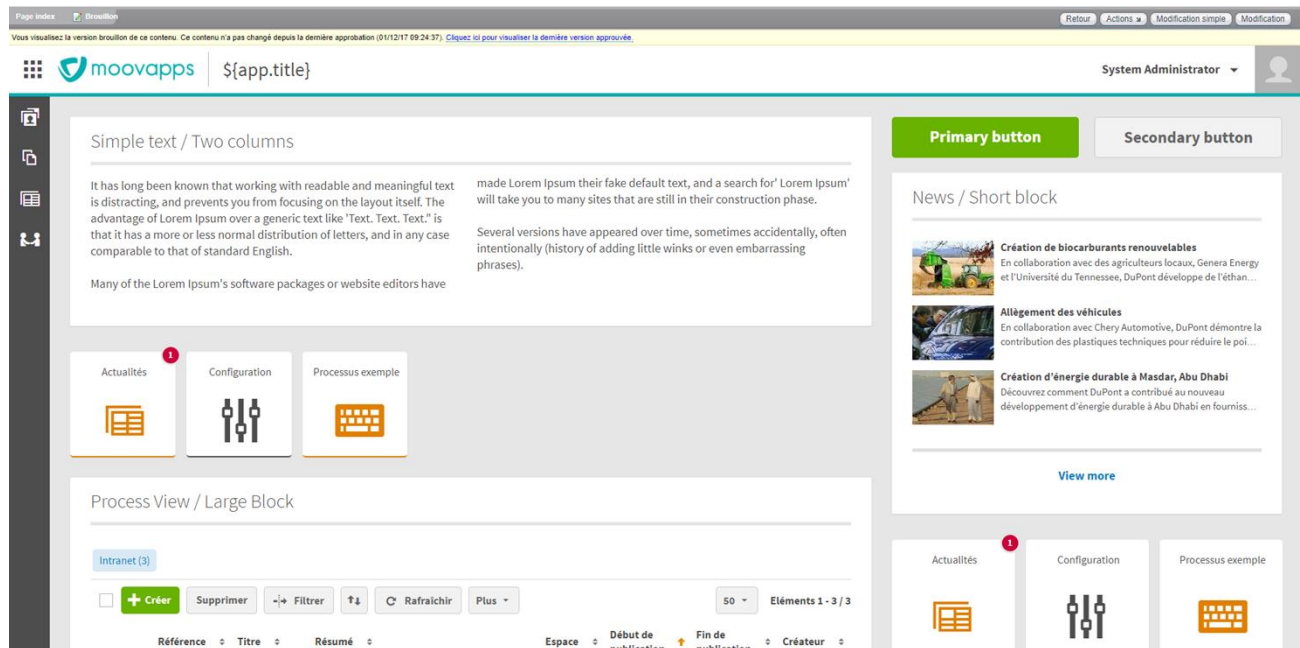 Page index Brouillon Retour Actions Modification simple Modification
Vous visualisez la version brouillon de ce contenu. Ce contenu n'a pas changé depuis la dernière approbation (01/12/17 09:24:37). Cliquez ici pour visualiser la dernière version approuvée.
moovapps ${app.title} System Administrator
Simple text / Two columns
It has long been known that working with readable and meaningful text
is distracting, and prevents you from focusing on the layout itself. The
advantage of Lorem Ipsum over a generic text like 'Text. Text. Text." is
that it has a more or less normal distribution of letters, and in any case
comparable to that of standard English.
Many of the Lorem Ipsum's software packages or website editors have
made Lorem Ipsum their fake default text, and a search for' Lorem Ipsum'
will take you to many sites that are still in their construction phase.
Several versions have appeared over time, sometimes accidentally, often
intentionally (history of adding little winks or even embarrassing
phrases).
Primary button Secondary button
News / Short block
Création de biocarburants renouvelables
En collaboration avec des agriculteurs locaux, Genera Energy
et l'Université du Tennessee, DuPont développe de l'éthan...
Allègement des véhicules
En collaboration avec Chery Automotive, DuPont démontre la
contribution des plastiques techniques pour réduire le poi...
Création d'énergie durable à Masdar, Abu Dhabi
Découvrez comment DuPont a contribué au nouveau
développement d'énergie durable à Abu Dhabi en fourniss...
View more
1
Actualités Configuration Processus exemple
Process View / Large Block
Intranet (3)
Créer Supprimer Filtrer Rafraîchir Plus 50 Eléments 1 - 3 / 3
Référence Titre Résumé Espace Début de publication Fin de publication Créateur
1
Actualités Configuration Processus exemple